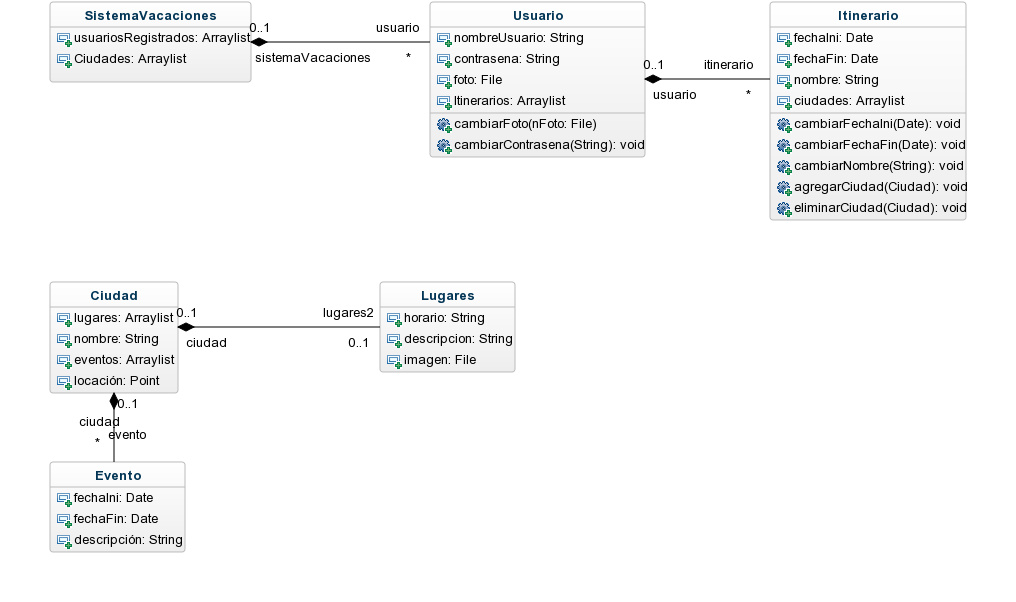 SistemaVacaciones
usuariosRegistrados: Arraylist
Ciudades: Arraylist
0..1
usuario
sistemaVacaciones
*
Usuario
nombreUsuario: String
contrasena: String
foto: File
Itinerarios: Arraylist
cambiarFoto(nFoto: File)
cambiarContrasena(String): void
0..1
itinerario
usuario
*
Itinerario
fechaIni: Date
fechaFin: Date
nombre: String
ciudades: Arraylist
cambiarFechaIni(Date): void
cambiarFechaFin(Date): void
cambiarNombre(String): void
agregarCiudad(Ciudad): void
eliminarCiudad(Ciudad): void
Ciudad
lugares: Arraylist
nombre: String
eventos: Arraylist
locación: Point
0..1
lugares2
ciudad
0..1
Lugares
horario: String
descripcion: String
imagen: File
0..1
ciudad
evento
*
Evento
fechaIni: Date
fechaFin: Date
descripción: String